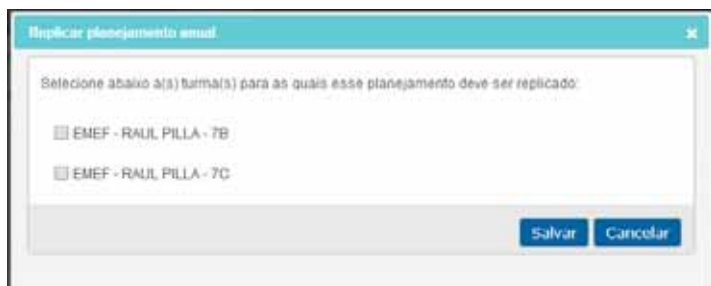 Replicar planejamento anual
Selecione abaixo a(s) turma(s) para as quais esse planejamento deve ser replicado:
EMEF - RAUL PILLA - 7B
EMEF - RAUL PILLA - 7C
Salvar Cancelar